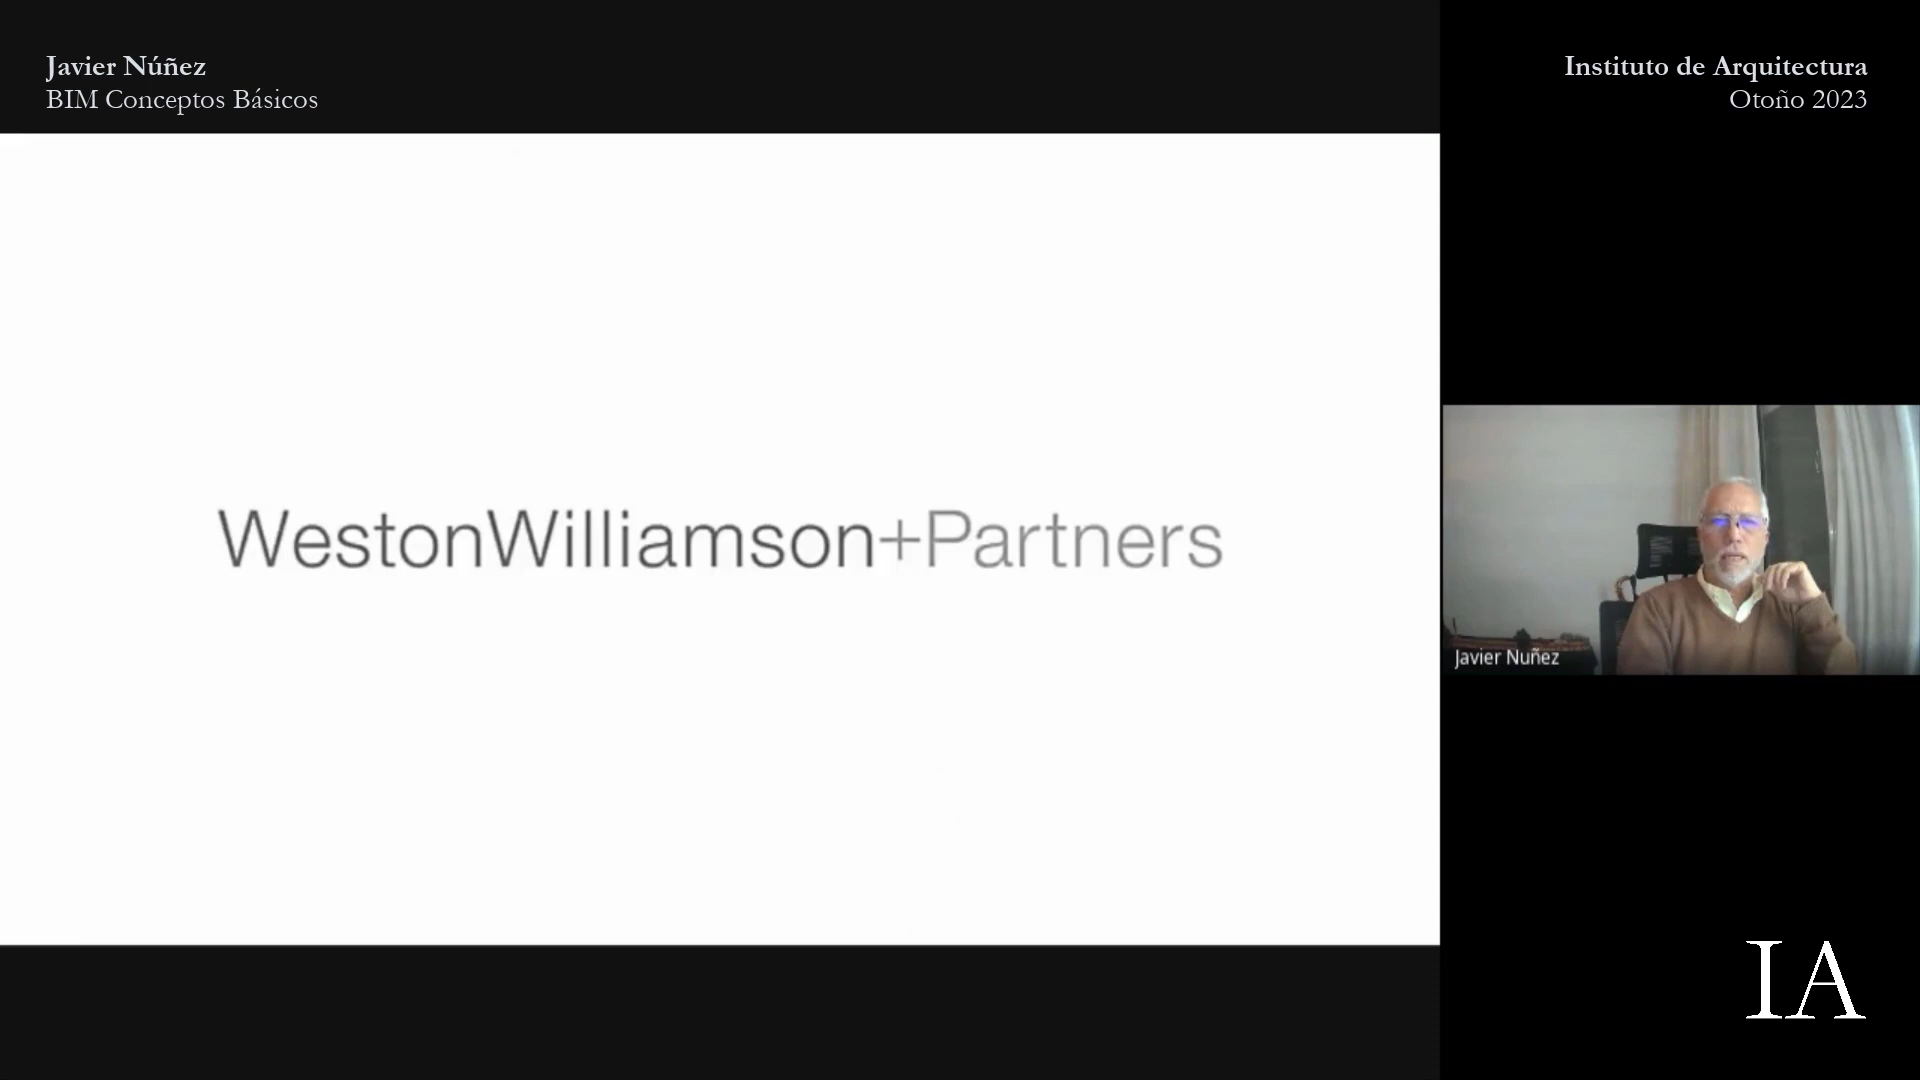 Javier Núñez
BIM Conceptos Básicos
Instituto de Arquitectura
Otoño 2023
WestonWilliamson+Partners
Javier Nuñez
IA